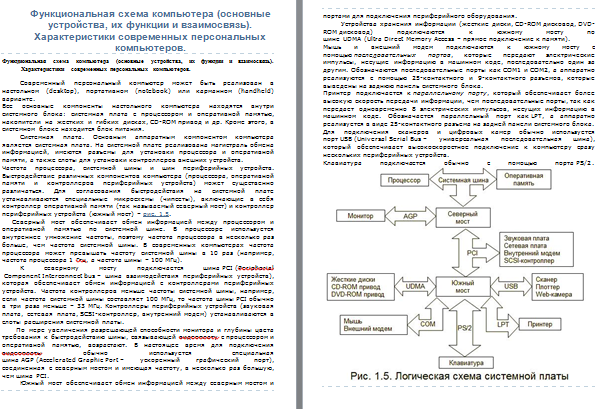 Функциональная схема компьютера (основные
устройства, их функции и взаимосвязь).
Характеристики современных персональных
компьютеров.
Функциональная схема компьютера (основные устройства, их функции и взаимосвязь).
Характеристики современных персональных компьютеров.
Современный персональный компьютер может быть реализован в
настольном (desktop), портативном (notebook) или карманном (handheld)
варианте.
Все основные компоненты настольного компьютера находятся внутри
системного блока: системная плата с процессором и оперативной памятью,
накопители на жестких и гибких дисках, CD-ROM привод и др. Кроме этого, в
системном блоке находится блок питания.
Системная плата. Основным аппаратным компонентом компьютера
является системная плата. На системной плате реализована магистраль обмена
информацией, имеются разъемы для установки процессора и оперативной
памяти, а также слоты для установки контроллеров внешних устройств.
Частота процессора, системной шины и шин периферийных устройств.
Быстродействие различных компонентов компьютера (процессора, оперативной
памяти и контроллеров периферийных устройств) может существенно
различаться. Для согласования быстродействия на системной плате
устанавливаются специальные микросхемы (чипсеты), включающие в себя
контроллер оперативной памяти (так называемый северный мост) и контроллер
периферийных устройств (южный мост) – рис. 1.5.
Северный мост обеспечивает обмен информацией между процессором и
оперативной памятью по системной шине. В процессоре используется
внутреннее умножение частоты, поэтому частота процессора в несколько раз
больше, чем частота системной шины. В современных компьютерах частота
процессора может превышать частоту системной шины в 10 раз (например,
частота процессора 1 ГГц, а частота шины – 100 МГц).
К северному мосту подключается шина PCI (Peripheral
Component Interconnect bus – шина взаимодействия периферийных устройств),
которая обеспечивает обмен информацией с контроллерами периферийных
устройств. Частота контроллеров меньше частоты системной шины, например,
если частота системной шины составляет 100 МГц, то частота шины PCI обычно
в три раза меньше – 33 МГц. Контроллеры периферийных устройств (звуковая
плата, сетевая плата, SCSI-контроллер, внутренний модем) устанавливаются в
слоты расширения системной платы.
По мере увеличения разрешающей способности монитора и глубины цвета
требования к быстродействию шины, связывающей видеоплату с процессором и
оперативной памятью, возрастают. В настоящее время для подключения
видеоплаты обычно используется специальная
шина AGP (Accelerated Graphic Port – ускоренный графический порт),
соединенная с северным мостом и имеющая частоту, в несколько раз большую,
чем шина PCI.
Южный мост обеспечивает обмен информацией между северным мостом и
портами для подключения периферийного оборудования.
Устройства хранения информации (жесткие диски, CD-ROM дисковод, DVD-
ROM дисковод) подключаются к южному мосту по
шине UDMA (Ultra Direct Memory Access – прямое подключение к памяти).
Мышь и внешний модем подключаются к южному мосту с
помощью последовательных портов, которые передают электрические
импульсы, несущие информацию в машинном коде, последовательно один за
другим. Обозначаются последовательные порты как COM1 и COM2, а аппаратно
реализуются с помощью 25-контактного и 9-контактного разъемов, которые
выведены на заднюю панель системного блока.
Принтер подключается к параллельному порту, который обеспечивает более
высокую скорость передачи информации, чем последовательные порты, так как
передает одновременно 8 электрических импульсов, несущих информацию в
машинном коде. Обозначается параллельный порт как LPT, а аппаратно
реализуется в виде 25-контактного разъема на задней панели системного блока.
Для подключения сканеров и цифровых камер обычно используется
порт USB (Universal Serial Bus – универсальная последовательная шина),
который обеспечивает высокоскоростное подключение к компьютеру сразу
нескольких периферийных устройств.
Клавиатура подключается обычно с помощью порта PS/2.
Процессор
Системная шина
Оперативная
память
Монитор
AGP
Северный
мост
PCI
Звуковая плата
Сетевая плата
Внутренний модем
SCSI-контроллер
Жесткие диски
CD-ROM привод
DVD-ROM привод
UDMA
Южный
мост
USB
Сканер
Плоттер
Web-камера
Мышь
Внешний модем
COM
PS/2
LPT
Принтер
Клавиатура
Рис. 1.5. Логическая схема системной платы